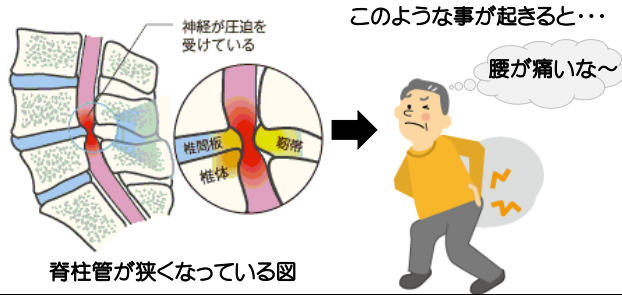 神経が圧迫を
受けている
椎間板
靭帯
椎体
脊柱管が狭くなっている図
このような事が起きると･･･
腰が痛いな～